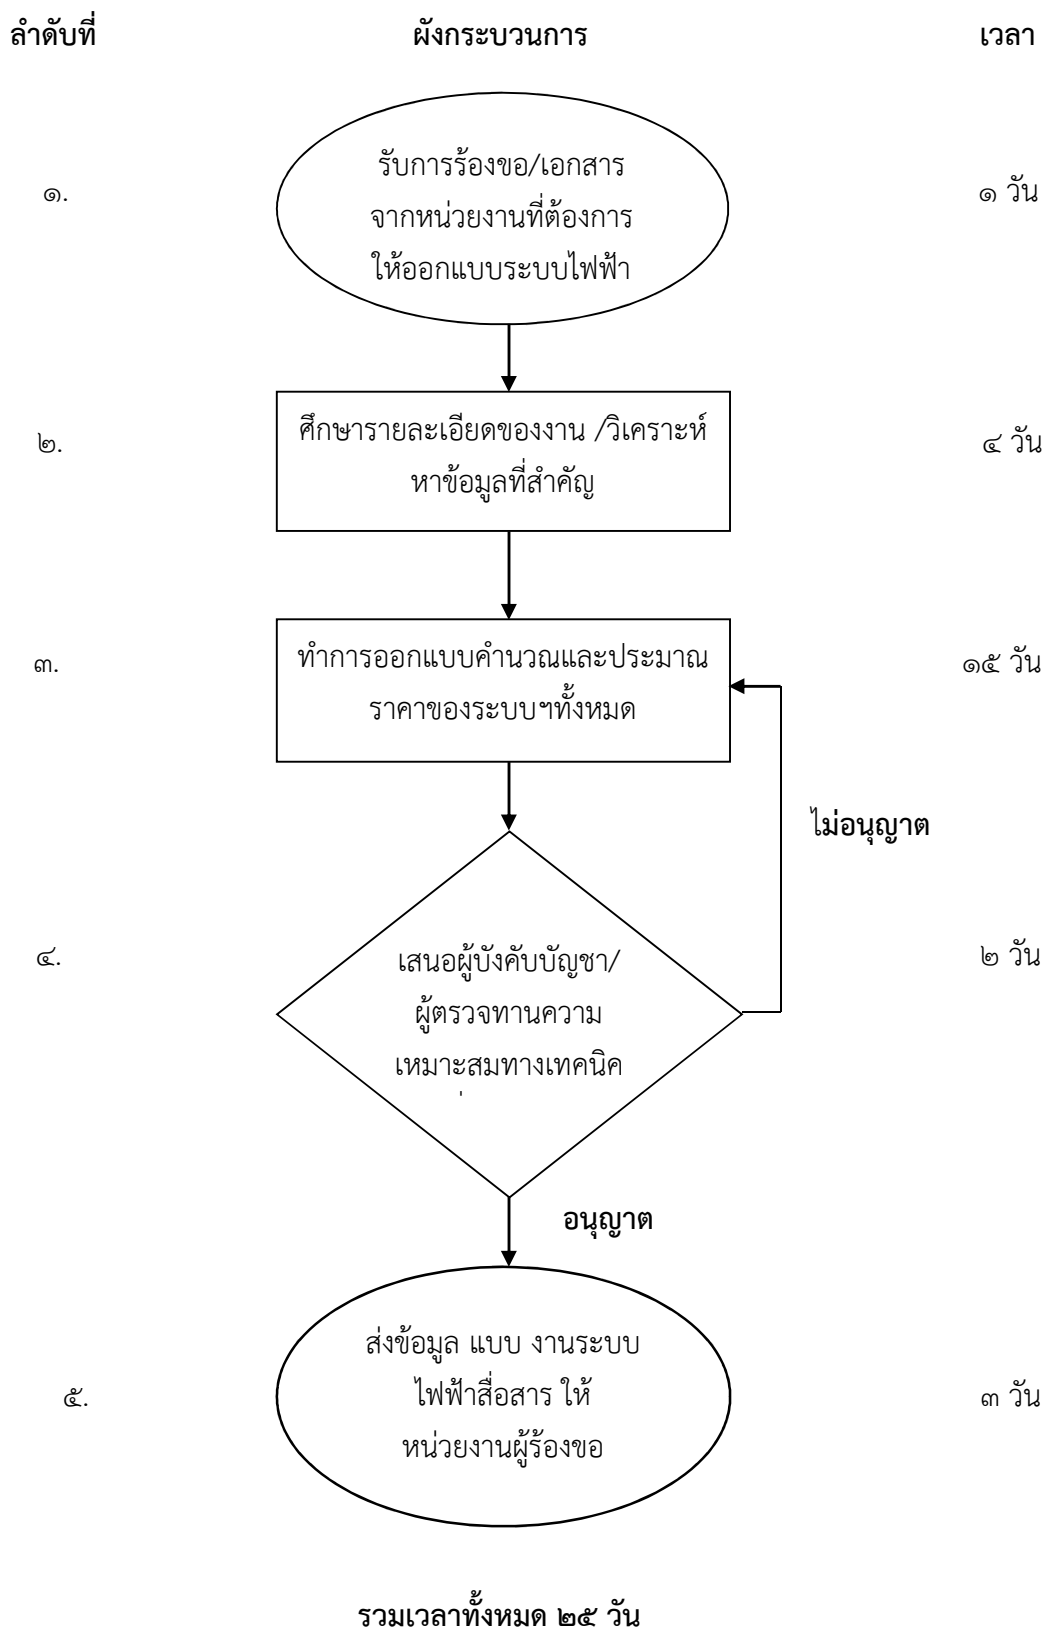 ลำดับที่ ผังกระบวนการ เวลา
๑. รับการร้องขอ/เอกสาร ๑ วัน
จากหน่วยงานที่ต้องการ
ให้ออกแบบระบบไฟฟ้า
๒. ศึกษารายละเอียดของงาน /วิเคราะห์ ๔ วัน
หาข้อมูลที่สำคัญ
๓. ทำการออกแบบคำนวณและประมาณ ๑๕ วัน
ราคาของระบบฯทั้งหมด
ไม่อนุญาต
๔. เสนอผู้บังคับบัญชา/ ๒ วัน
ผู้ตรวจทานความ
เหมาะสมทางเทคนิค
อนุญาต
ส่งข้อมูล แบบ งานระบบ
๕. ไฟฟ้าสื่อสาร ให้ ๓ วัน
หน่วยงานผู้ร้องขอ
รวมเวลาทั้งหมด ๒๕ วัน